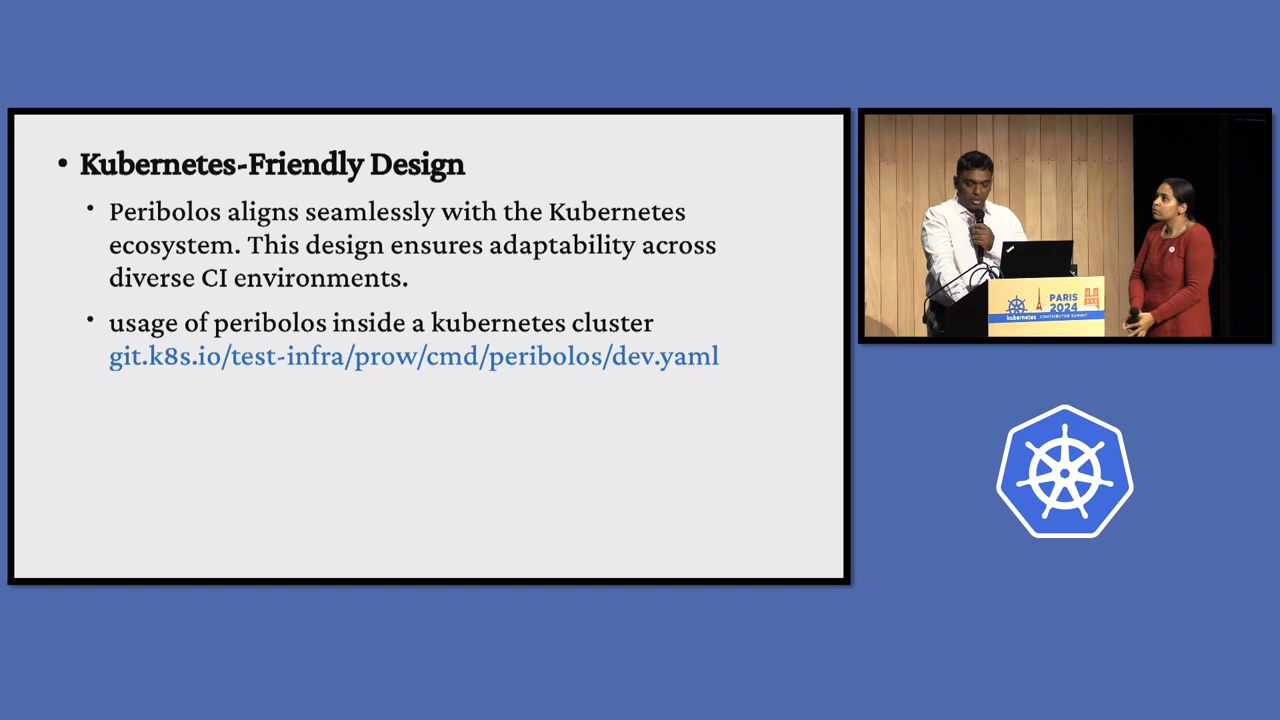 • Kubernetes-Friendly Design
• Peribolos aligns seamlessly with the Kubernetes
ecosystem. This design ensures adaptability across
diverse CI environments.
• usage of peribolos inside a kubernetes cluster
git.k8s.io/test-infra/prow/cmd/peribolos/dev.yaml
PARIS
2024
kubernetes CONTRIBUTOR SUMMIT